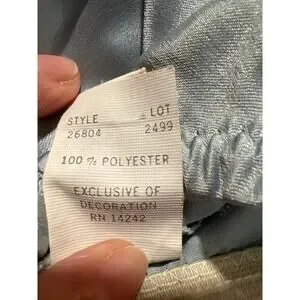 STYLE LOT
26804 2499
100 % POLYESTER
EXCLUSIVE OF
DECORATION
RN 14242